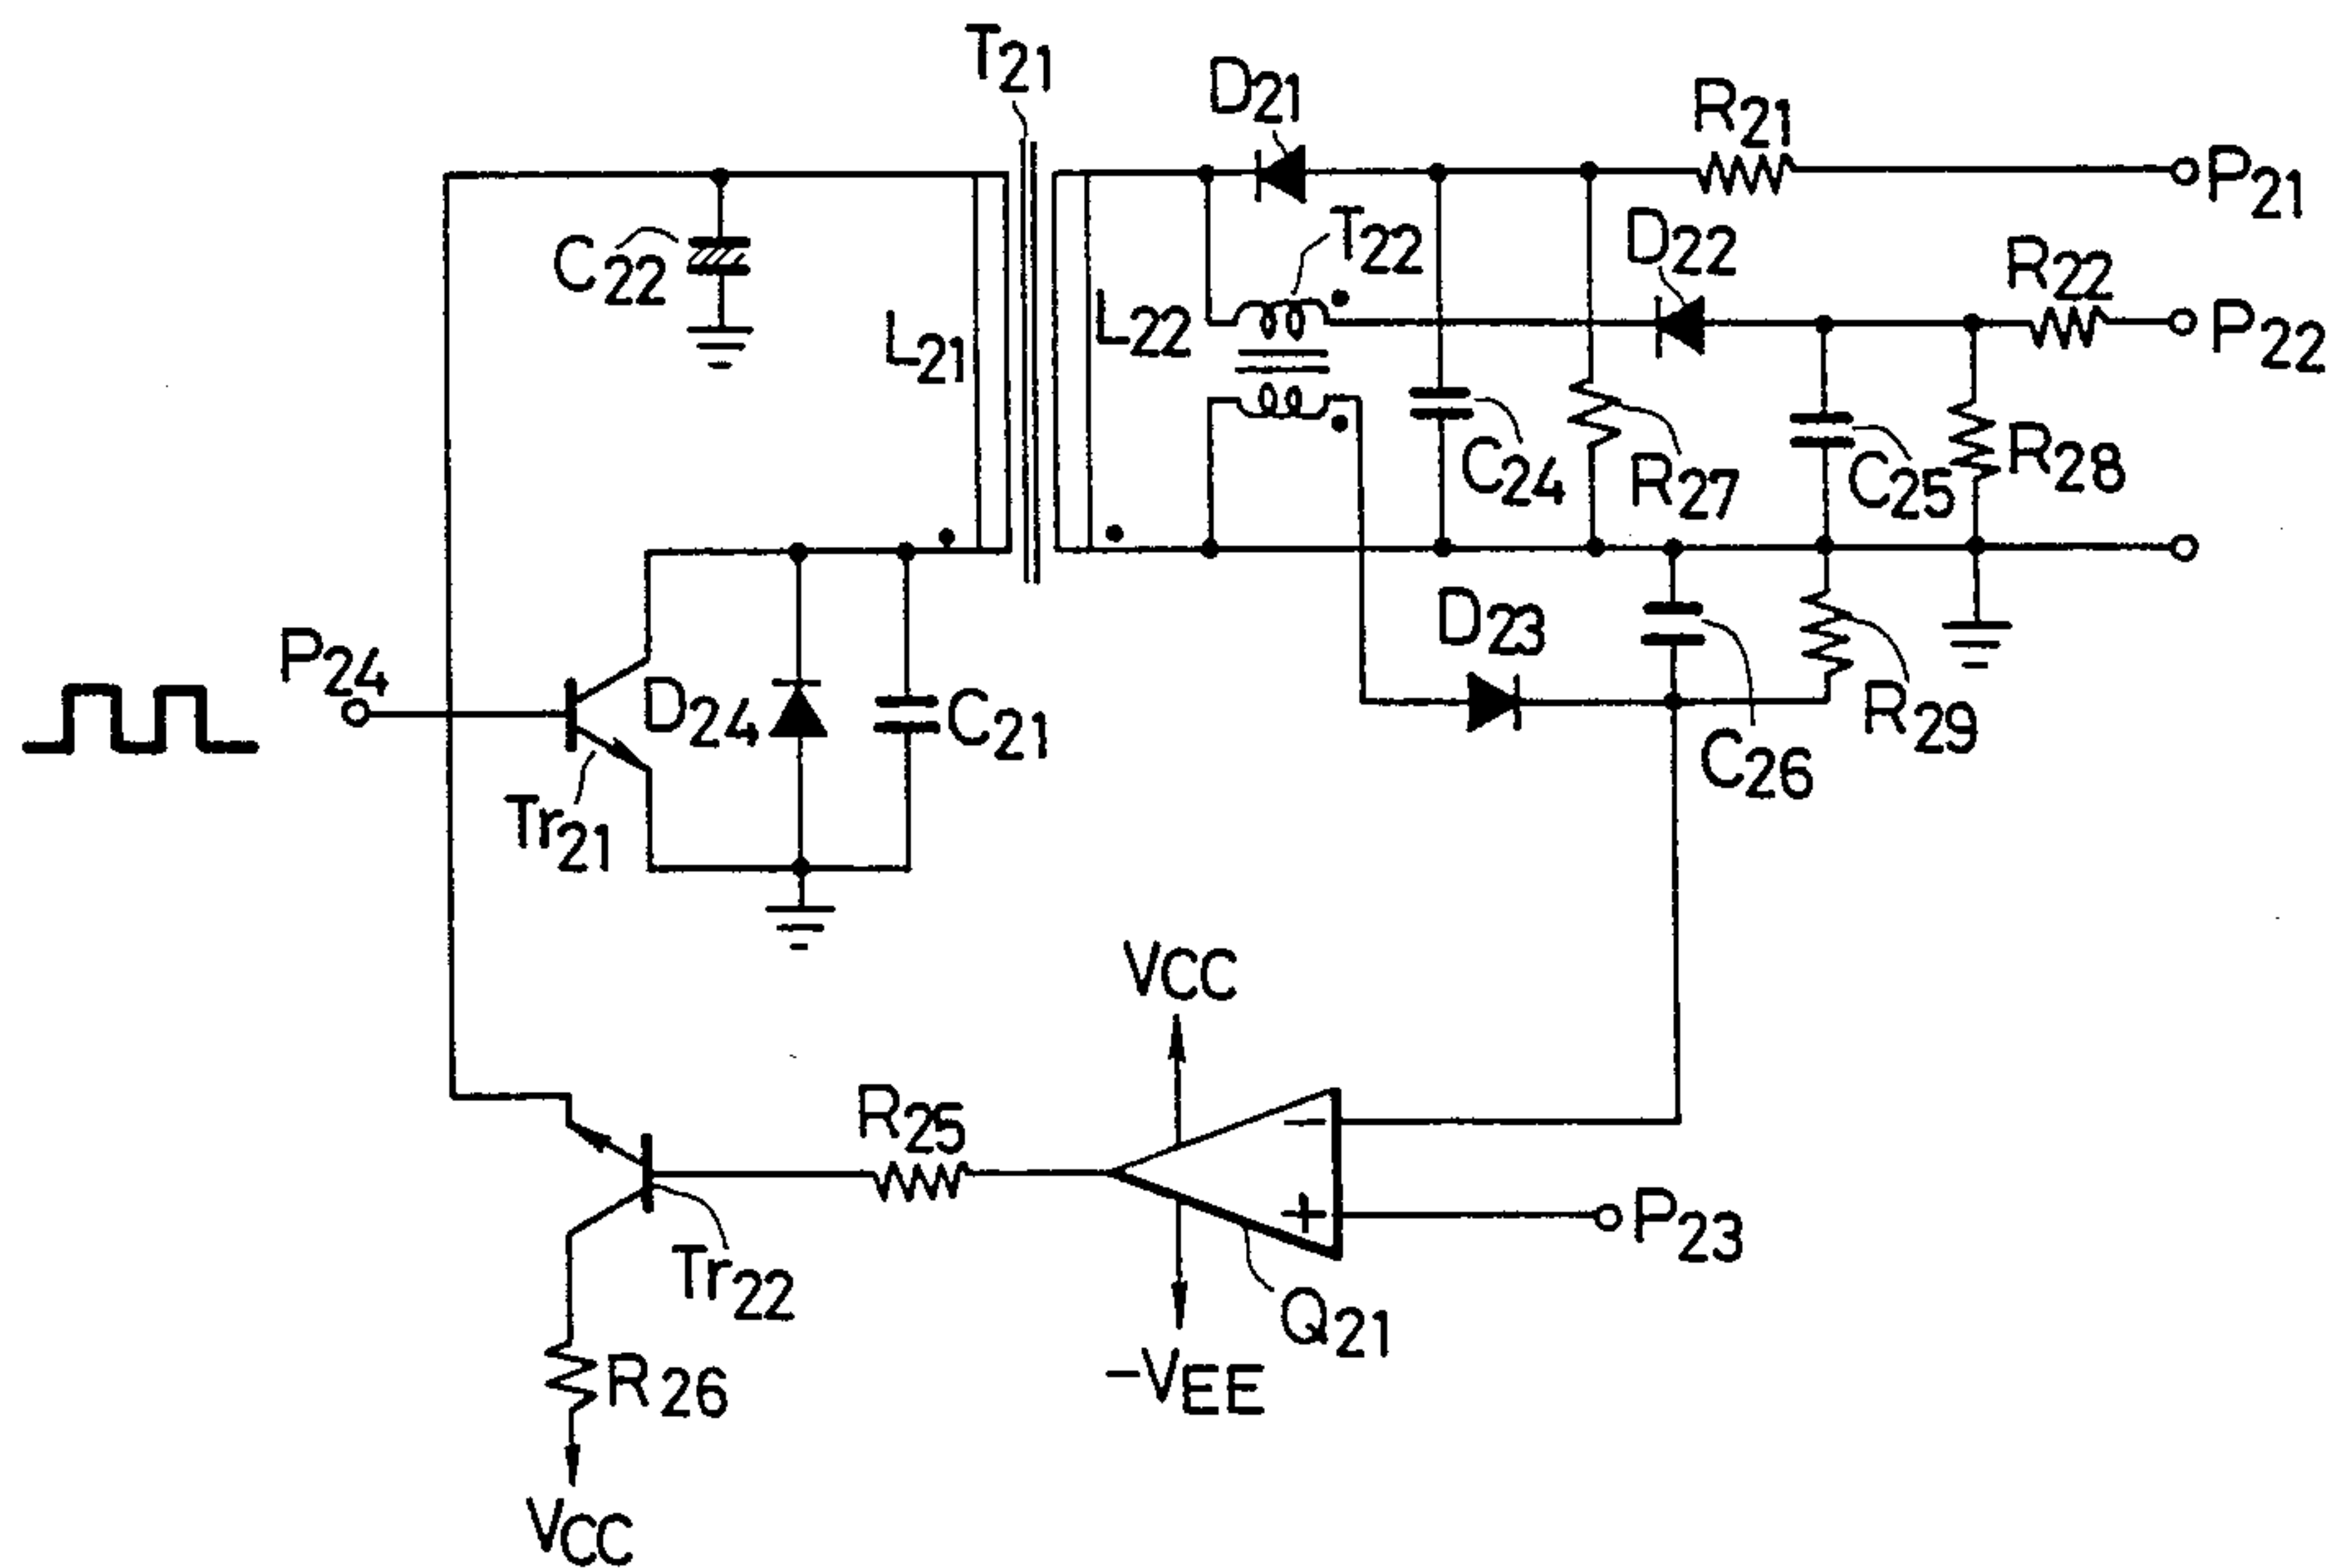 T21
D21
R21
P21
C22
T22
D22
R22
P22
L21
L22
C24
R27
C25
R28
P24
D24
C21
D23
R29
Tr21
C26
VCC
R25
- 
+
P23
Tr22
Q21
-VEE
R26
VCC